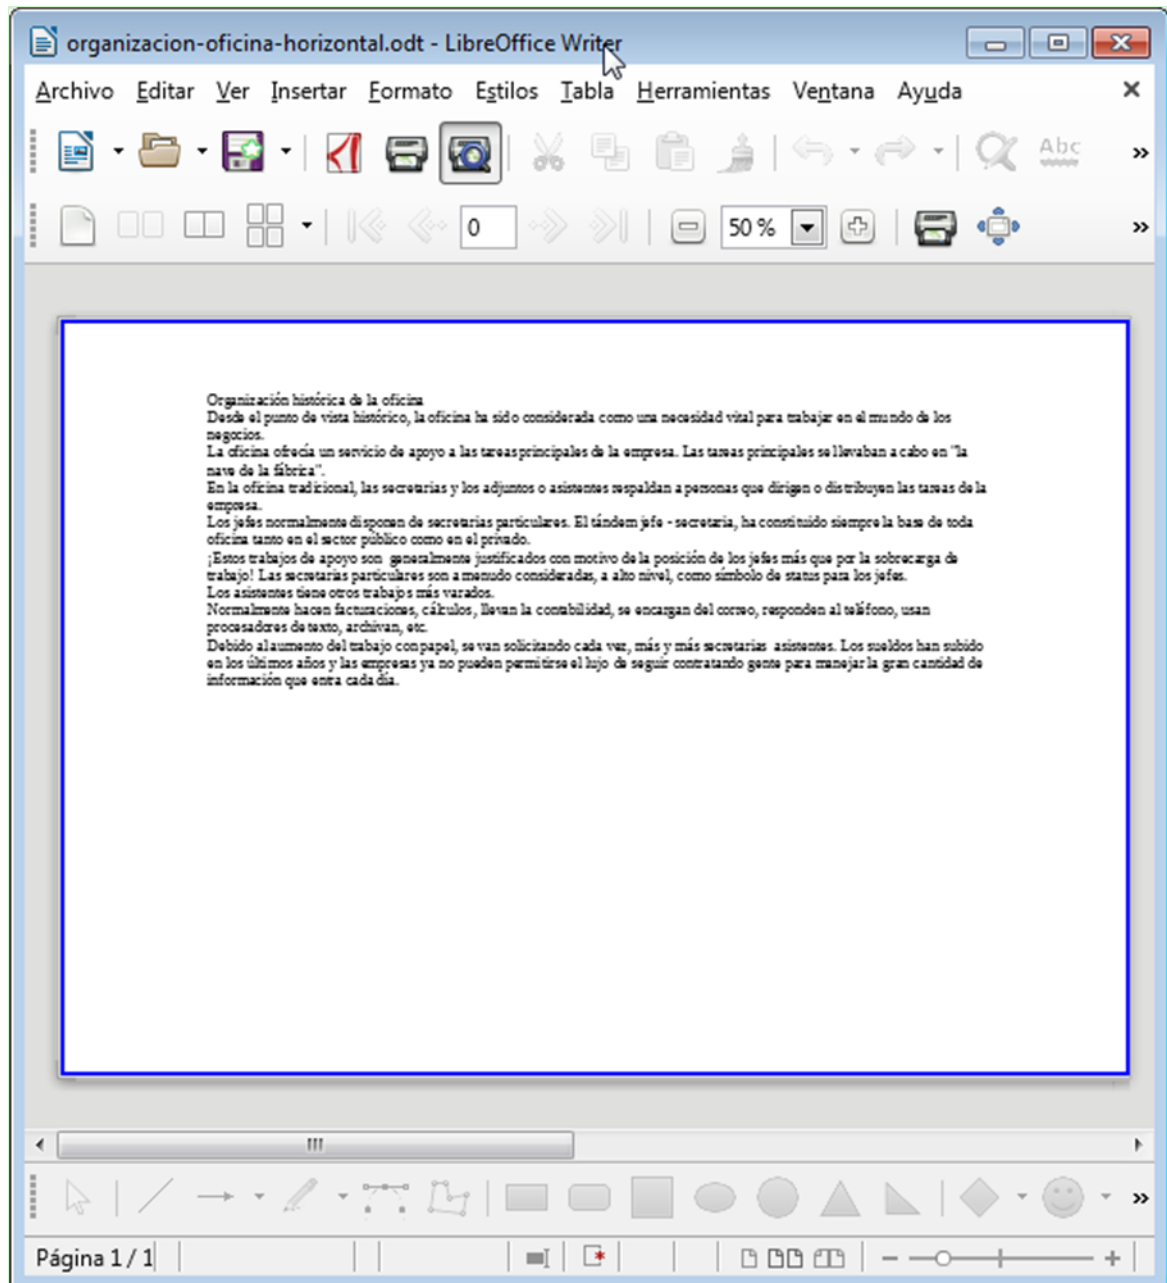 organizacion-oficina-horizontal.odt - LibreOffice Writer
Archivo Editar Ver Insertar Formato Estilos Tabla Herramientas Ventana Ayuda
Abc
0
50 %
Organización histórica de la oficina
Desde el punto de vista histórico, la oficina ha sido considerada como una necesidad vital para trabajar en el mundo de los
negocios.
La oficina ofrecía un servicio de apoyo a las tareas principales de la empresa. Las tareas principales se llevaban a cabo en "la
nave de la fábrica".
En la oficina tradicional, las secretarias y los adjuntos o asistentes respaldan a personas que dirigen o distribuyen las tareas de la
empresa.
Los jefes normalmente disponen de secretarias particulares. El tándem jefe - secretaria, ha constituido siempre la base de toda
oficina tanto en el sector público como en el privado.
¡Estos trabajos de apoyo son generalmente justificados con motivo de la posición de los jefes más que por la sobrecarga de
trabajo! Las secretarias particulares son a menudo consideradas, a alto nivel, como símbolo de status para los jefes.
Los asistentes tiene otros trabajos más varados.
Normalmente hacen facturaciones, cálculos, llevan la contabilidad, se encargan del correo, responden al teléfono, usan
procesadores de texto, archivan, etc.
Debido al aumento del trabajo con papel, se van solicitando cada vez, más y más secretarias asistentes. Los sueldos han subido
en los últimos años y las empresas ya no pueden permitirse el lujo de seguir contratando gente para manejar la gran cantidad de
información que entra cada día.
Página 1 / 1